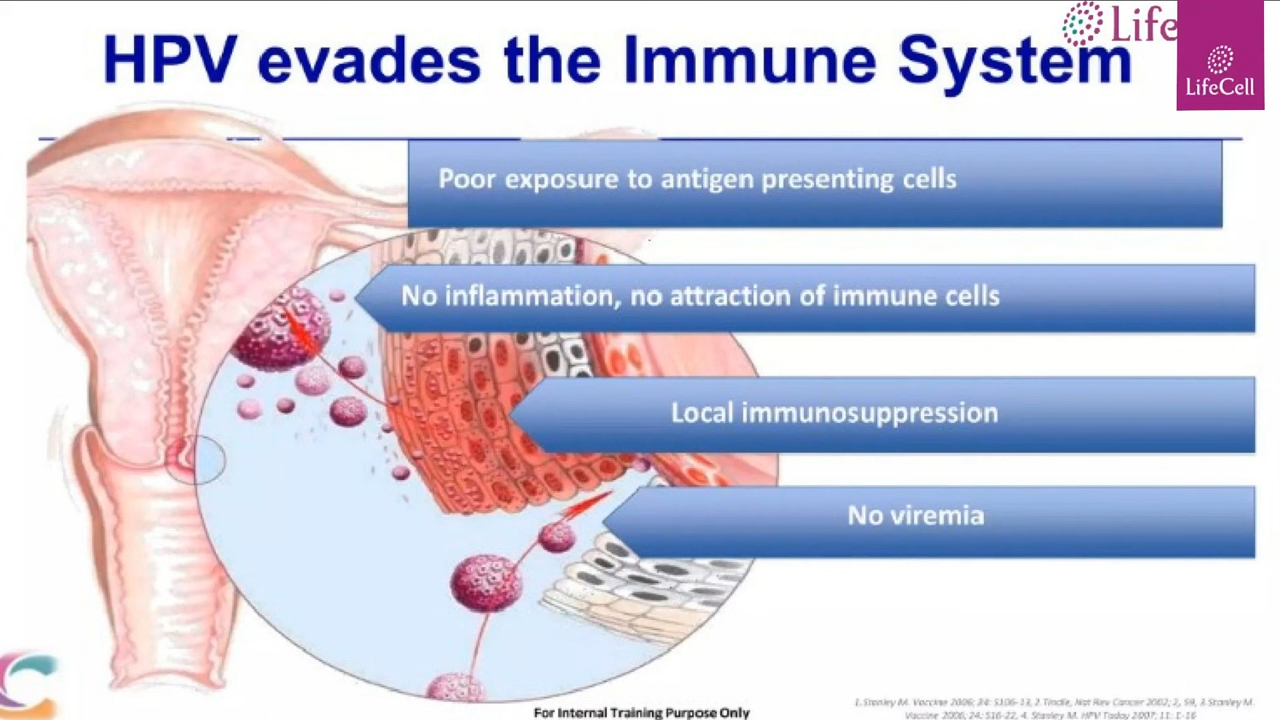 HPV evades the Immune System
Life
LifeCell
Poor exposure to antigen presenting cells
No inflammation, no attraction of immune cells
Local immunosuppression
No viremia
For Internal Training Purpose Only
1. Stanley M. Vaccine 2006; 24: S106-13, 2. Tindle, Nat Rev Cancer 2002; 2, 59, 3. Stanley M.
Vaccine 2006; 24: S16-22, 4. Stanley M. HPV Today 2007; 11: 1-16